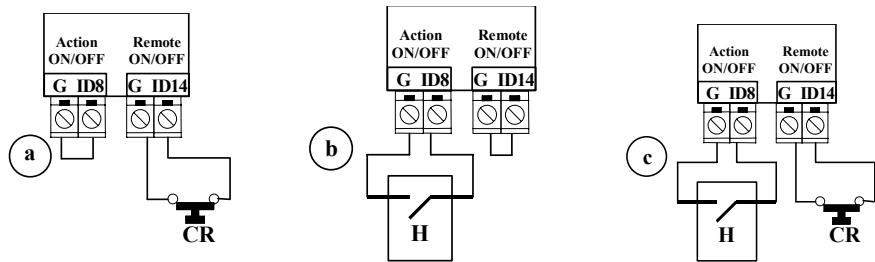 Action
ON/OFF
Remote
ON/OFF
G ID8
G ID14
a
CR
Action
ON/OFF
Remote
ON/OFF
G ID8
G ID14
b
H
Action
ON/OFF
Remote
ON/OFF
G ID8
G ID14
c
H
CR